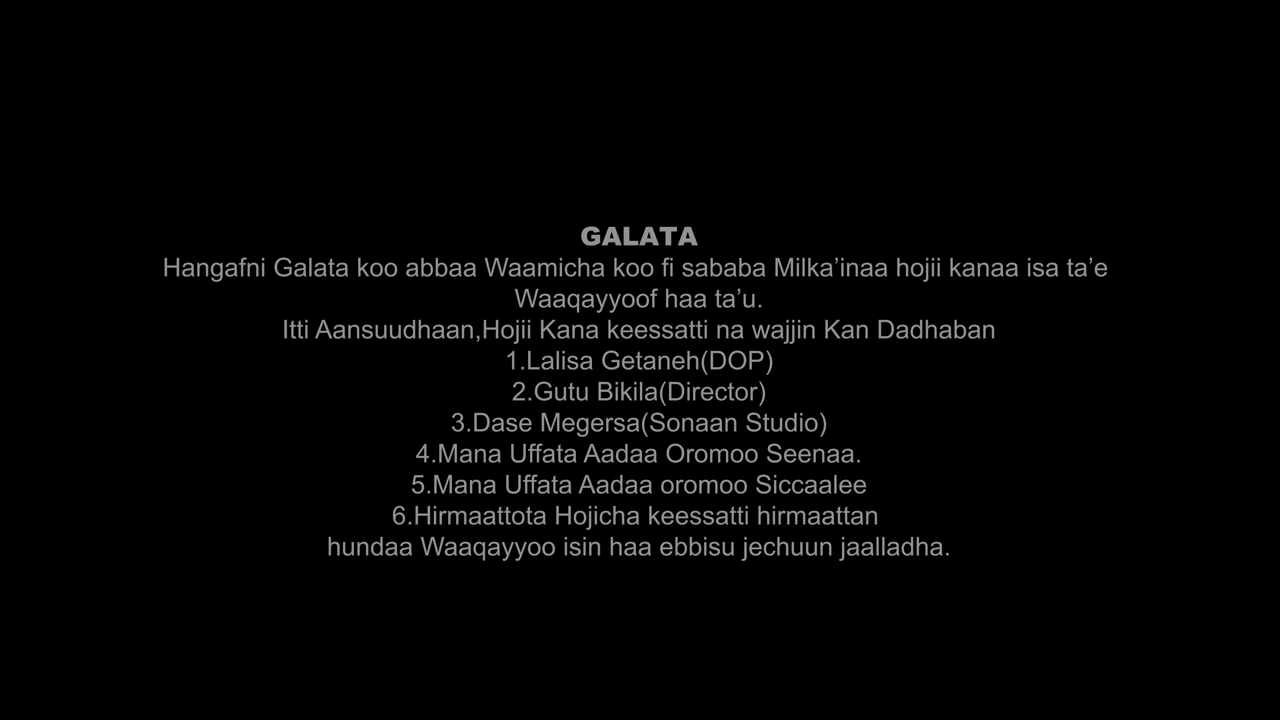 GALATA
Hangafni Galata koo abbaa Waamicha koo fi sababa Milka’inaa hojii kanaa isa ta’e
Waaqayyoof haa ta’u.
Itti Aansuudhaan,Hojii Kana keessatti na wajjin Kan Dadhaban
1.Lalisa Getaneh(DOP)
2.Gutu Bikila(Director)
3.Dase Megersa(Sonaan Studio)
4.Mana Uffata Aadaa Oromoo Seenaa.
5.Mana Uffata Aadaa oromoo Siccaalee
6.Hirmaattota Hojicha keessatti hirmaattan
hundaa Waaqayyoo isin haa ebbisu jechuun jaalladha.